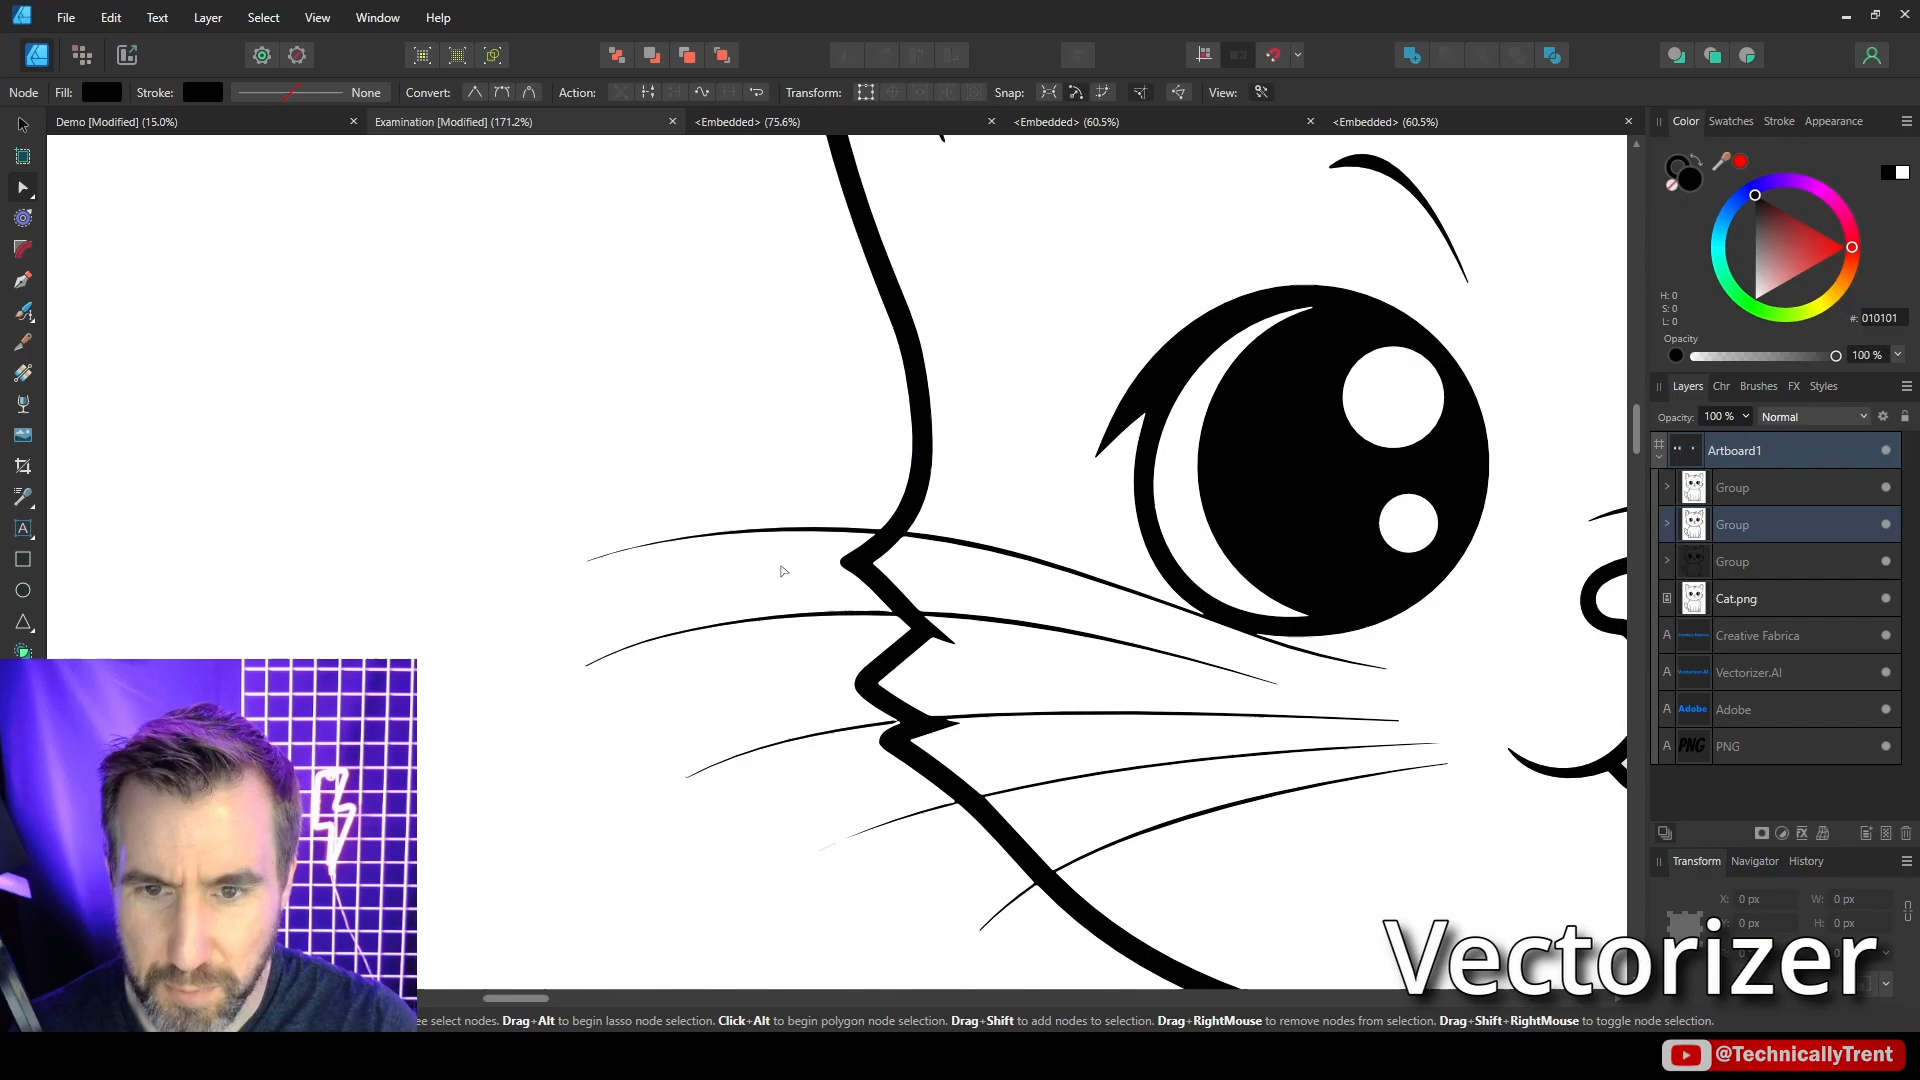 File Edit Text Layer Select View Window Help
Node Fill: Stroke: None Convert: Action: Transform: Snap: View:
Demo [Modified] (15.0%) Examination [Modified] (171.2%) <Embedded> (75.6%) <Embedded> (60.5%) <Embedded> (60.5%)
Color Swatches Stroke Appearance
H: 0
S: 0
L: 0
#: 010101
Opacity
100 %
Layers Chr Brushes FX Styles
Opacity: 100 % Normal
Artboard1
Group
Group
Group
Cat.png
A Creative Fabrica Creative Fabrica
A Vectorizer.AI Vectorizer.AI
A Adobe Adobe
A PNG PNG
Transform Navigator History
X: 0 px W: 0 px
Y: 0 px H: 0 px
Vectorizer
ee select nodes. Drag+Alt to begin lasso node selection. Click+Alt to begin polygon node selection. Drag+Shift to add nodes to selection. Drag+RightMouse to remove nodes from selection. Drag+Shift+RightMouse to toggle node selection.
@TechnicallyTrent